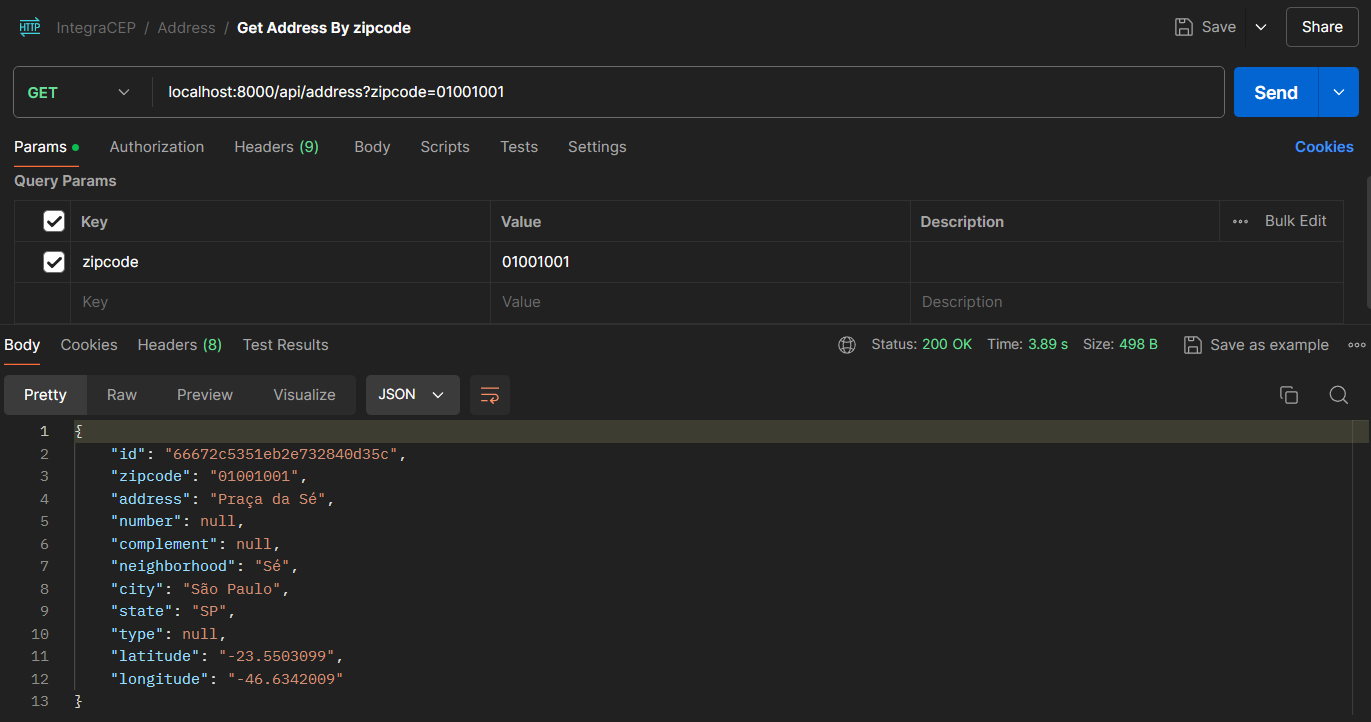 HTTP IntegraCEP / Address / Get Address By zipcode Save Share
GET localhost:8000/api/address?zipcode=01001001 Send
Params Authorization Headers (9) Body Scripts Tests Settings Cookies
Query Params
Key Value Description ••• Bulk Edit
zipcode 01001001
Key Value Description
Body Cookies Headers (8) Test Results Status: 200 OK Time: 3.89 s Size: 498 B Save as example
Pretty Raw Preview Visualize JSON
1 {
2 "id": "66672c5351eb2e732840d35c",
3 "zipcode": "01001001",
4 "address": "Praça da Sé",
5 "number": null,
6 "complement": null,
7 "neighborhood": "Sé",
8 "city": "São Paulo",
9 "state": "SP",
10 "type": null,
11 "latitude": "-23.5503099",
12 "longitude": "-46.6342009"
13 }